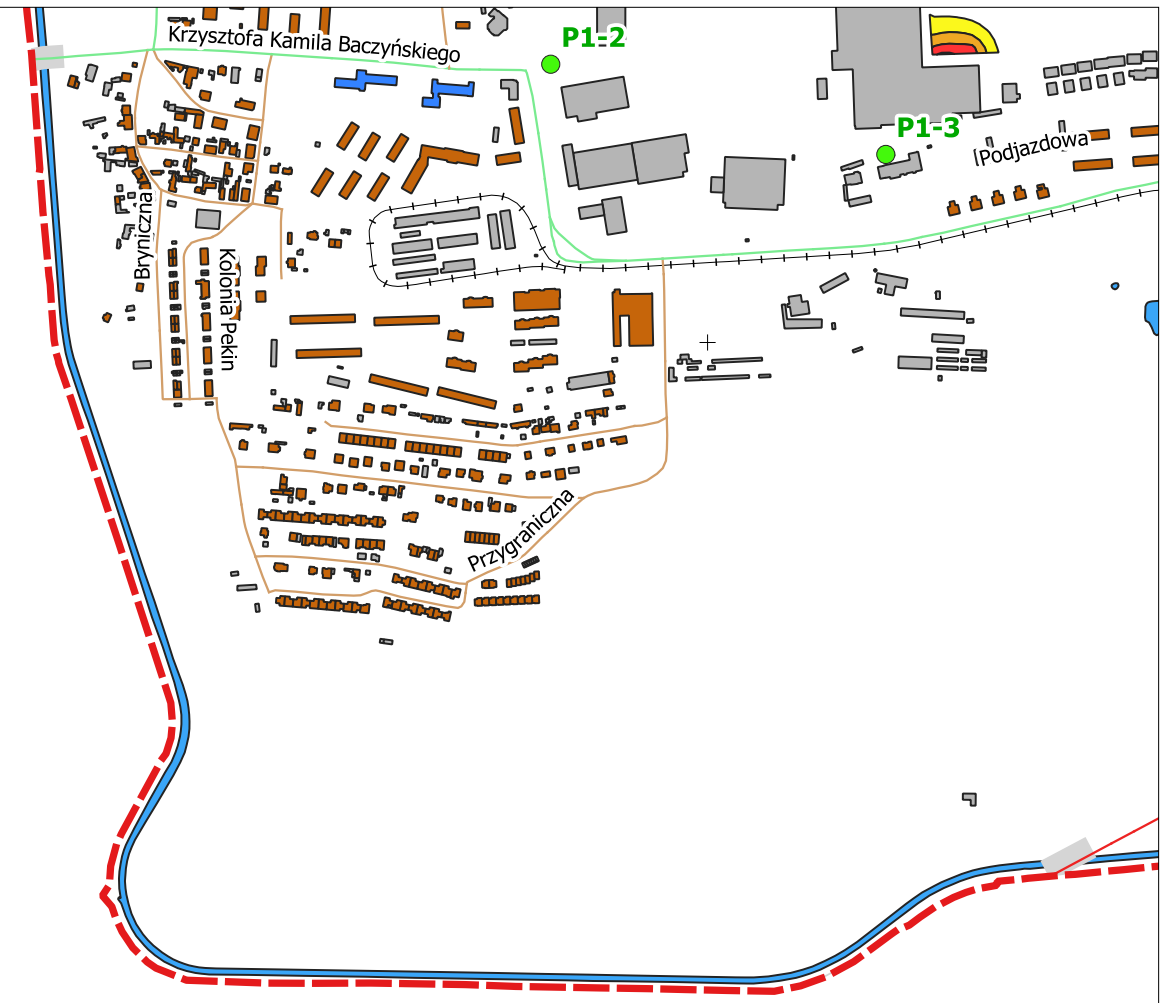 Krzysztofa Kamila Baczyńskiego
P1-2
P1-3
Podjazdowa
Bryniczna
Kolonia Pekin
Przygraniczna